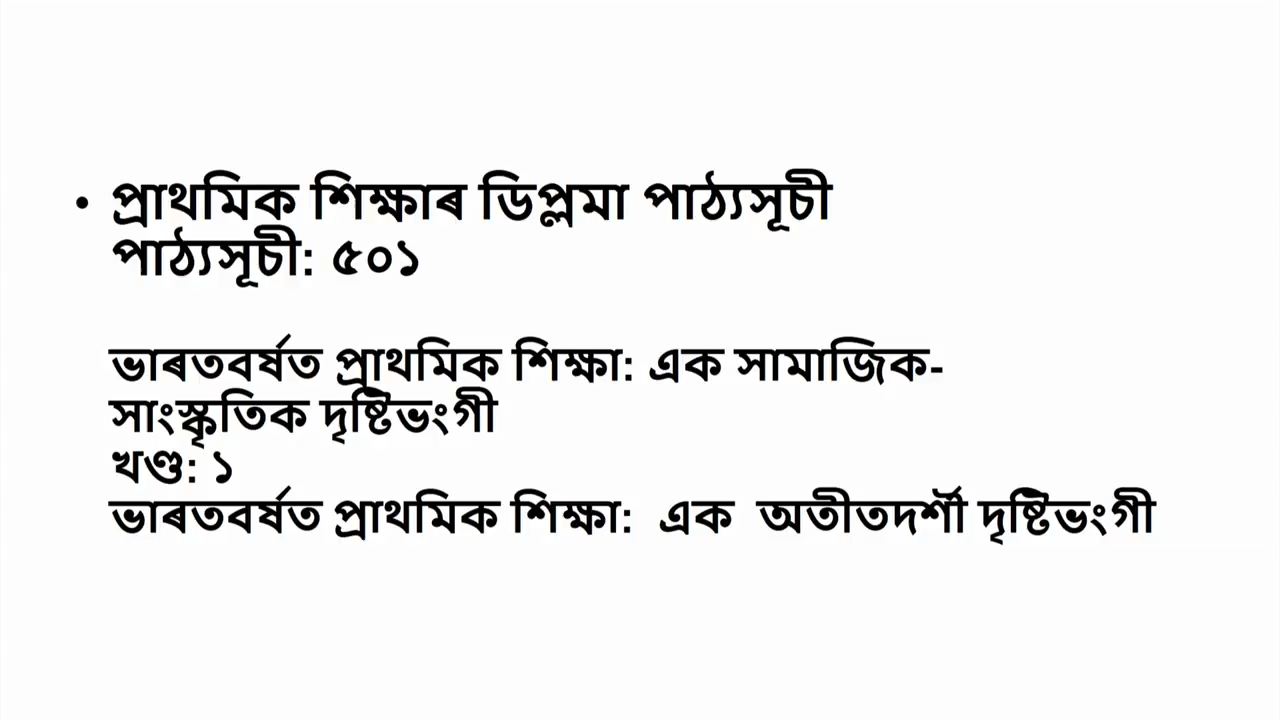 • প্ৰাথমিক শিক্ষাৰ ডিপ্লমা পাঠ্যসূচী
পাঠ্যসূচী: ৫০১
ভাৰতবৰ্ষত প্ৰাথমিক শিক্ষা: এক সামাজিক-
সাংস্কৃতিক দৃষ্টিভংগী
খণ্ড: ১
ভাৰতবৰ্ষত প্ৰাথমিক শিক্ষা: এক অতীতদৰ্শী দৃষ্টিভংগী